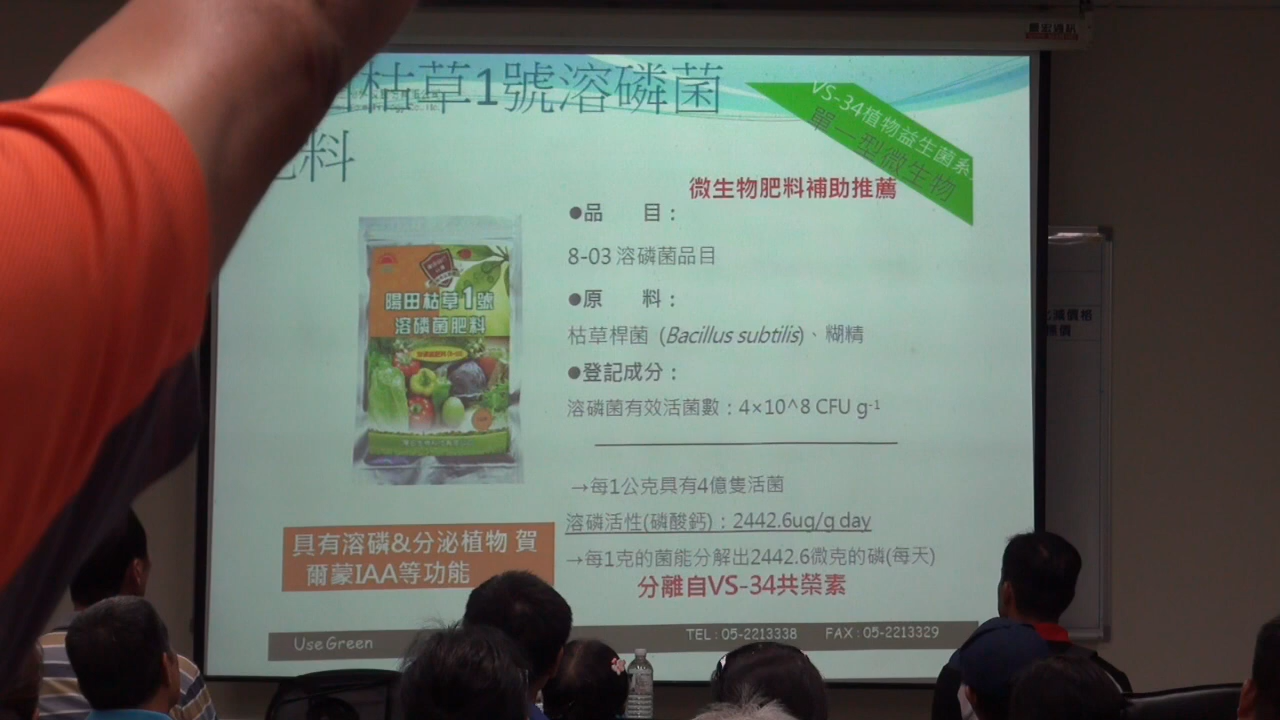 枯草1號溶磷菌
肥料
VS-34植物益生菌系
單一型微生物
微生物肥料補助推薦
●品　　目：
8-03 溶磷菌品目
●原　　料：
枯草桿菌 (Bacillus subtilis)、糊精
●登記成分：
溶磷菌有效活菌數：4×10^8 CFU g-1
→每1公克具有4億隻活菌
溶磷活性(磷酸鈣)：2442.6ug/g day
→每1克的菌能分解出2442.6微克的磷(每天)
分離自VS-34共榮素
陽田枯草1號
溶磷菌肥料
具有溶磷&分泌植物 賀
爾蒙IAA等功能
Use Green
TEL : 05-2213338 FAX : 05-2213329